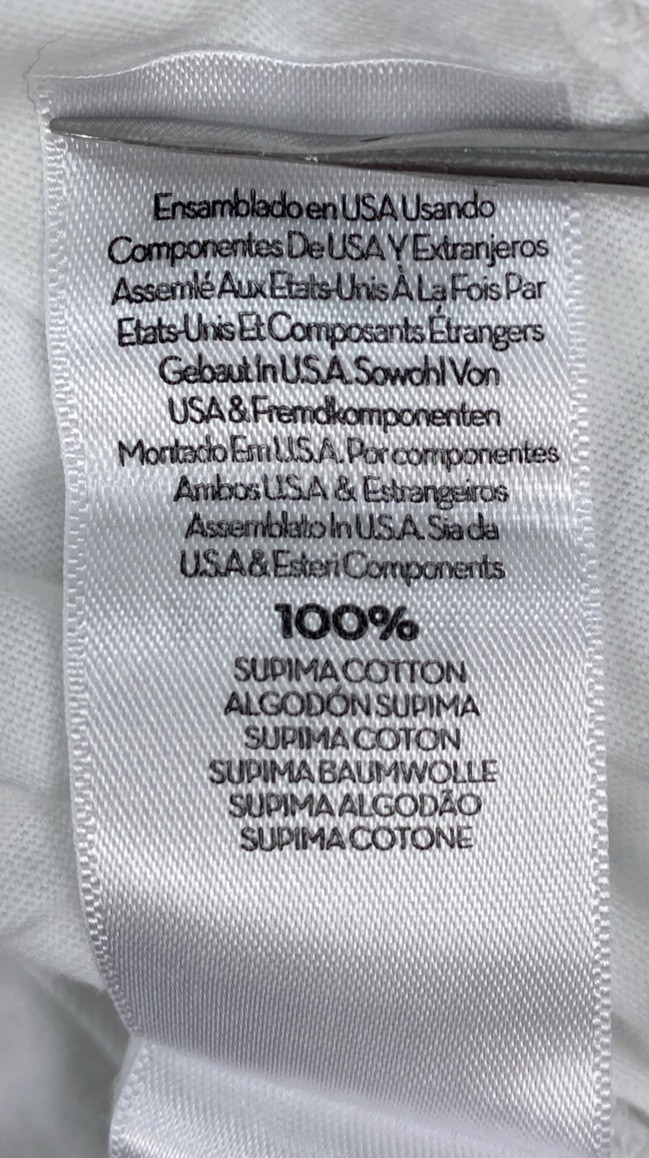 Ensamblado en USA Usando
Componentes De USA Y Extranjeros
Assemlé Aux Etats-Unis À La Fois Par
Etats-Unis Et Composants Étrangers
Gebaut In U.S.A. Sowohl Von
USA & Fremdkomponenten
Montado Em U.S.A. Por componentes
Ambos U.S.A & Estrangeiros
Assemblato In U.S.A. Sia da
U.S.A & Esteri Components
100%
SUPIMA COTTON
ALGODÓN SUPIMA
SUPIMA COTON
SUPIMA BAUMWOLLE
SUPIMA ALGODÃO
SUPIMA COTONE